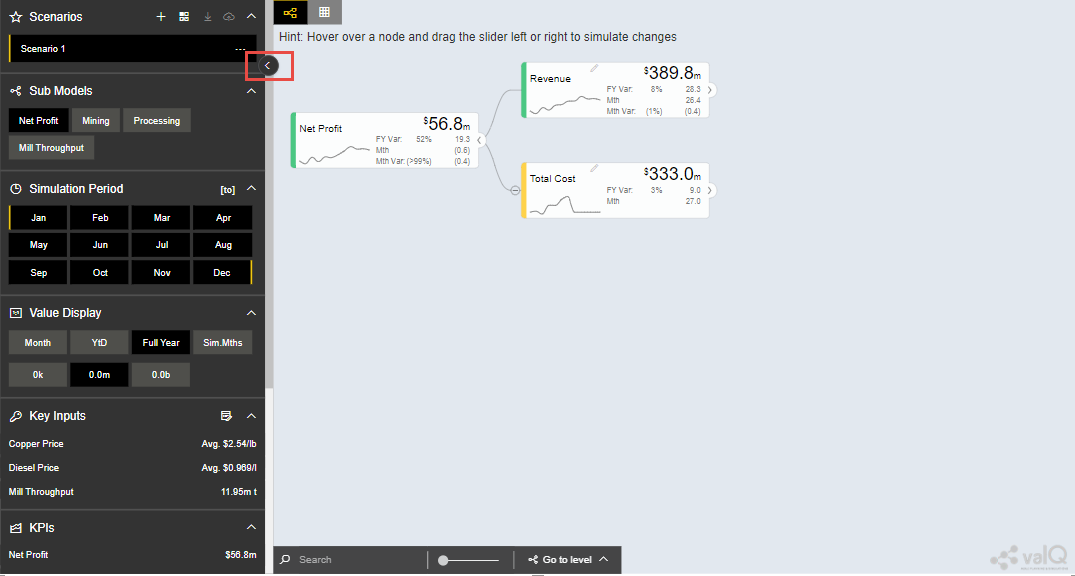 Scenarios
Scenario 1
...
Sub Models
Net Profit Mining Processing
Mill Throughput
Simulation Period [to]
Jan Feb Mar Apr
May Jun Jul Aug
Sep Oct Nov Dec
Value Display
Month YtD Full Year Sim.Mths
0k 0.0m 0.0b
Key Inputs
Copper Price Avg. $2.54/lb
Diesel Price Avg. $0.969/l
Mill Throughput 11.95m t
KPIs
Net Profit $56.8m
Hint: Hover over a node and drag the slider left or right to simulate changes
Net Profit $56.8m
FY Var: 52% 19.3
Mth (0.6)
Mth Var: (>99%) (0.4)
Revenue $389.8m
FY Var: 8% 28.3
Mth 26.4
Mth Var: (1%) (0.4)
Total Cost $333.0m
FY Var: 3% 9.0
Mth 27.0
Search
Go to level
valQ